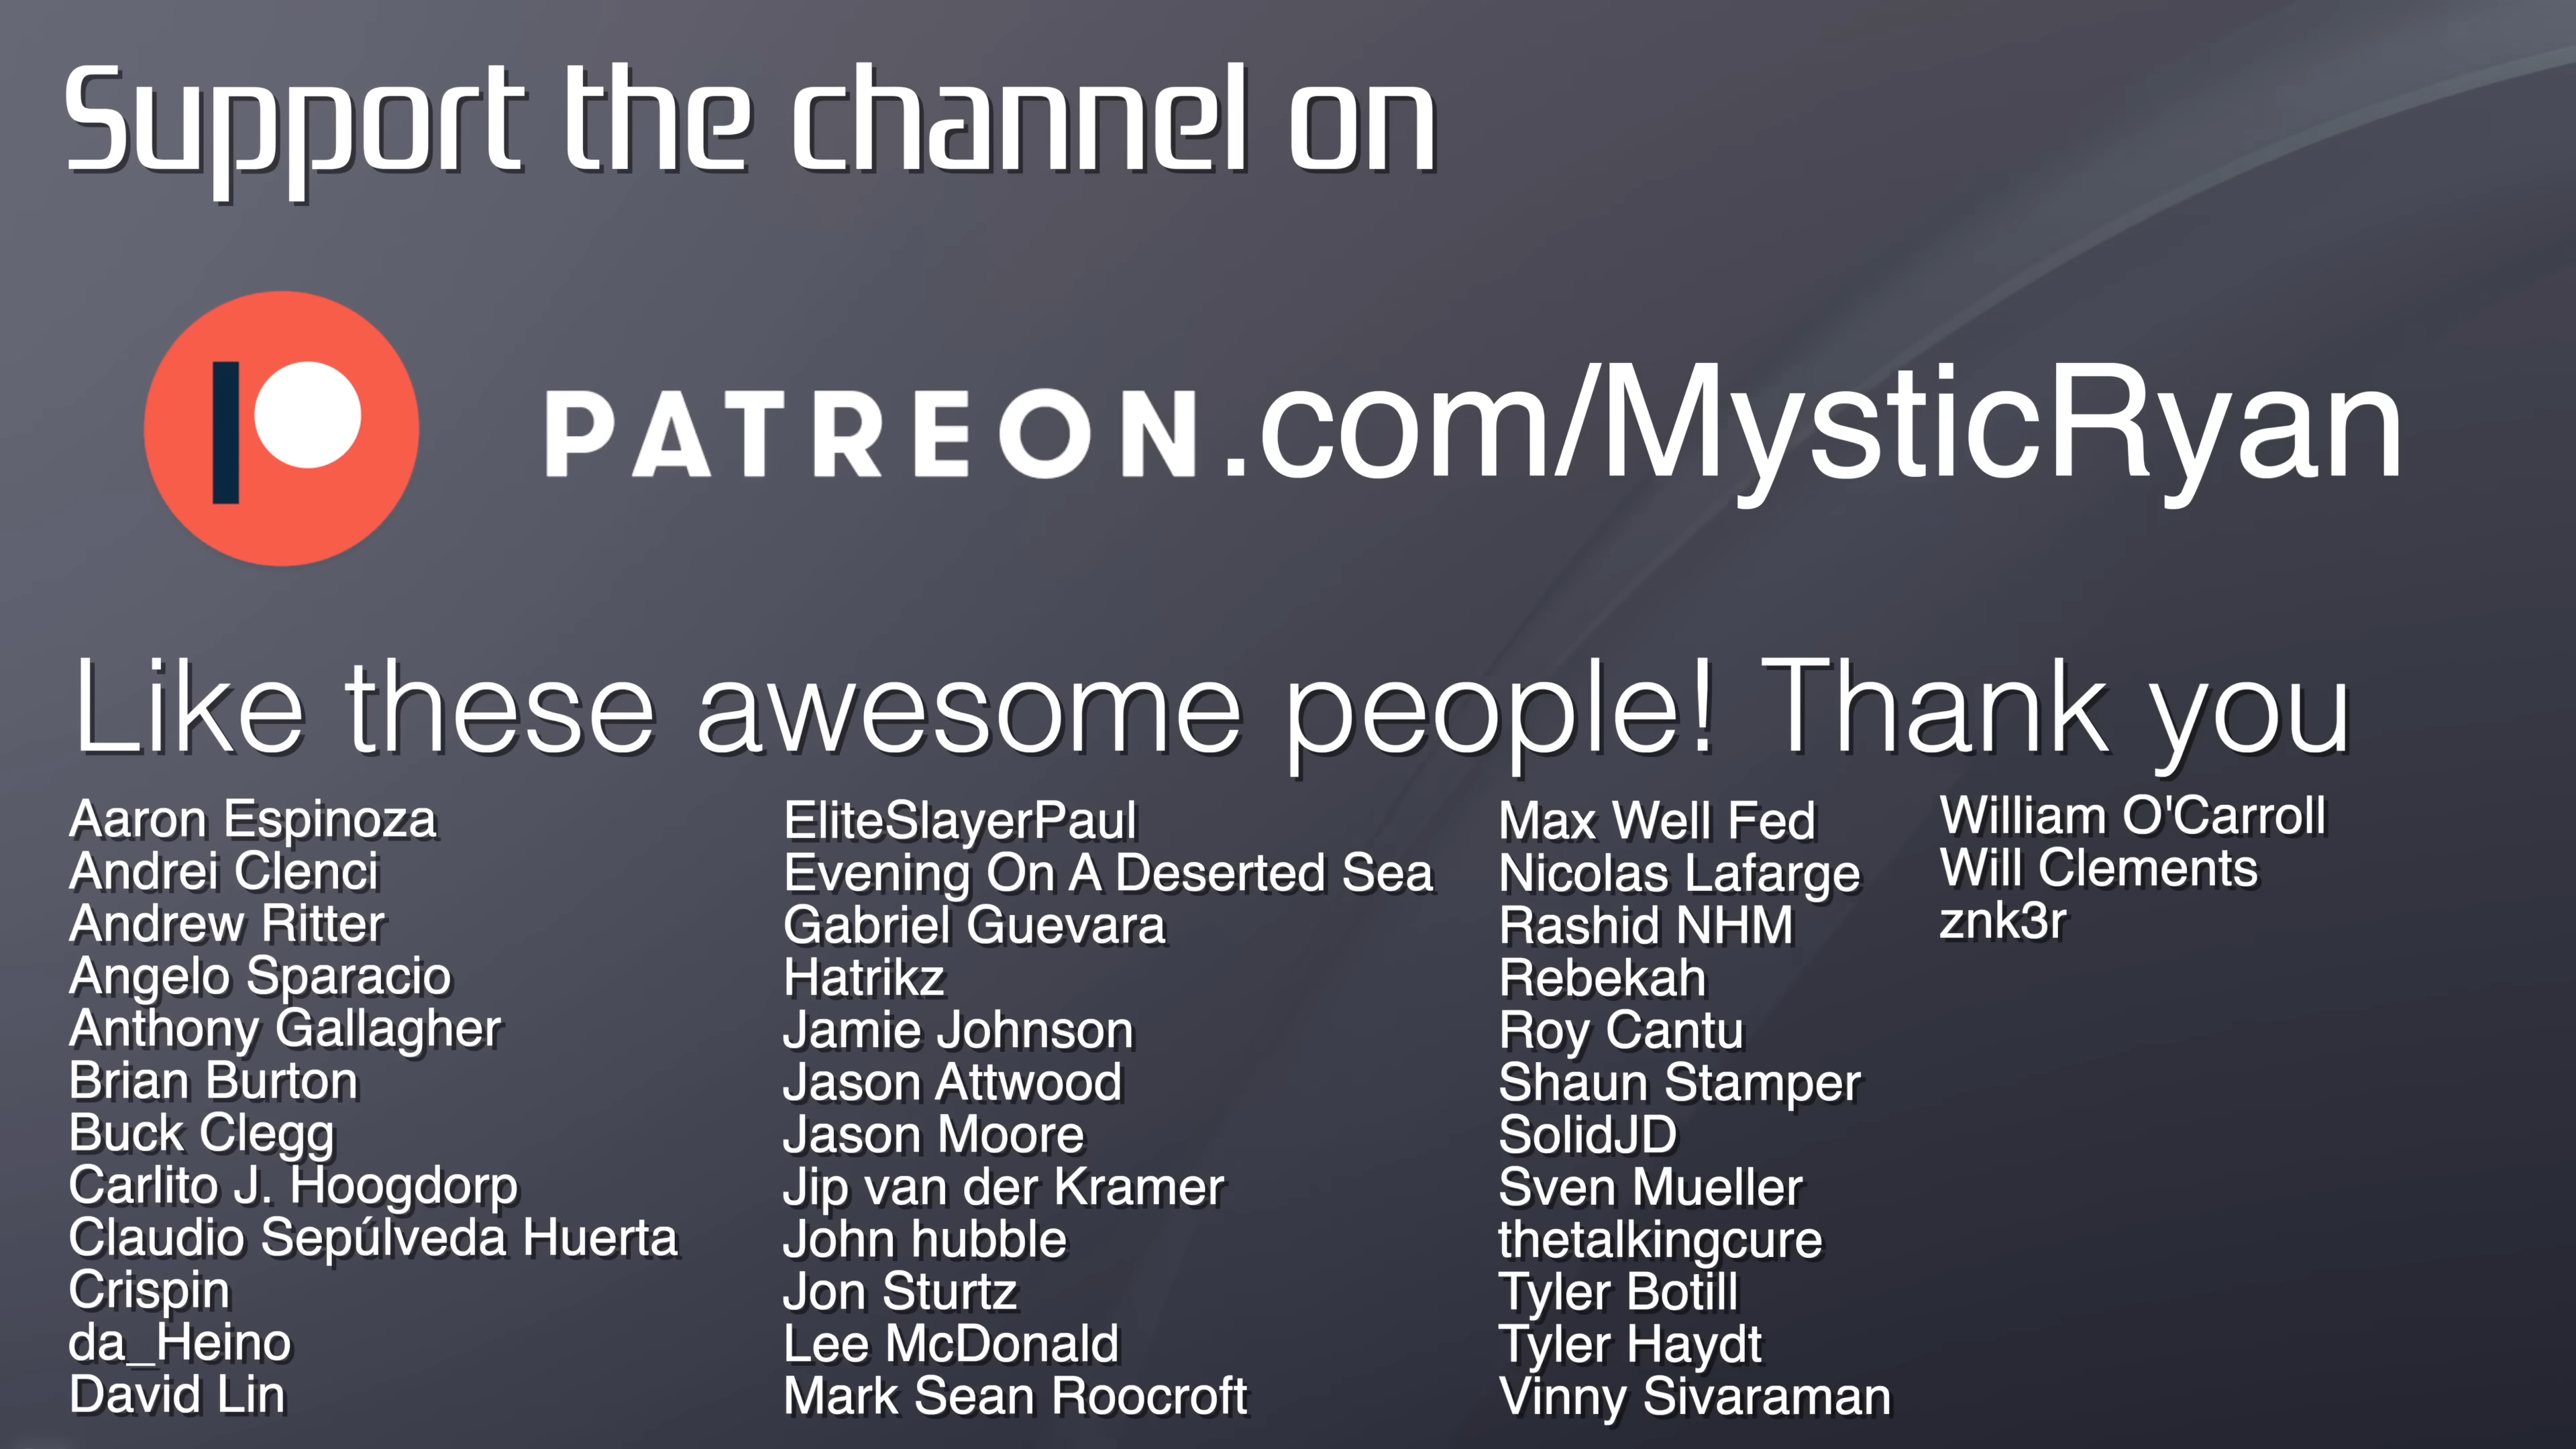 Support the channel on
PATREON.com/MysticRyan
Like these awesome people! Thank you
Aaron Espinoza
Andrei Clenci
Andrew Ritter
Angelo Sparacio
Anthony Gallagher
Brian Burton
Buck Clegg
Carlito J. Hoogdorp
Claudio Sepúlveda Huerta
Crispin
da_Heino
David Lin
EliteSlayerPaul
Evening On A Deserted Sea
Gabriel Guevara
Hatrikz
Jamie Johnson
Jason Attwood
Jason Moore
Jip van der Kramer
John hubble
Jon Sturtz
Lee McDonald
Mark Sean Roocroft
Max Well Fed
Nicolas Lafarge
Rashid NHM
Rebekah
Roy Cantu
Shaun Stamper
SolidJD
Sven Mueller
thetalkingcure
Tyler Botill
Tyler Haydt
Vinny Sivaraman
William O'Carroll
Will Clements
znk3r